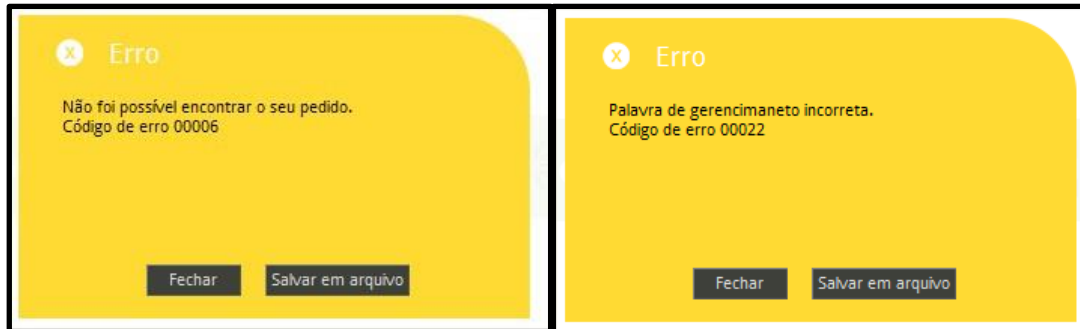 X Erro
Não foi possível encontrar o seu pedido.
Código de erro 00006
Fechar Salvar em arquivo
X Erro
Palavra de gerencimaneto incorreta.
Código de erro 00022
Fechar Salvar em arquivo